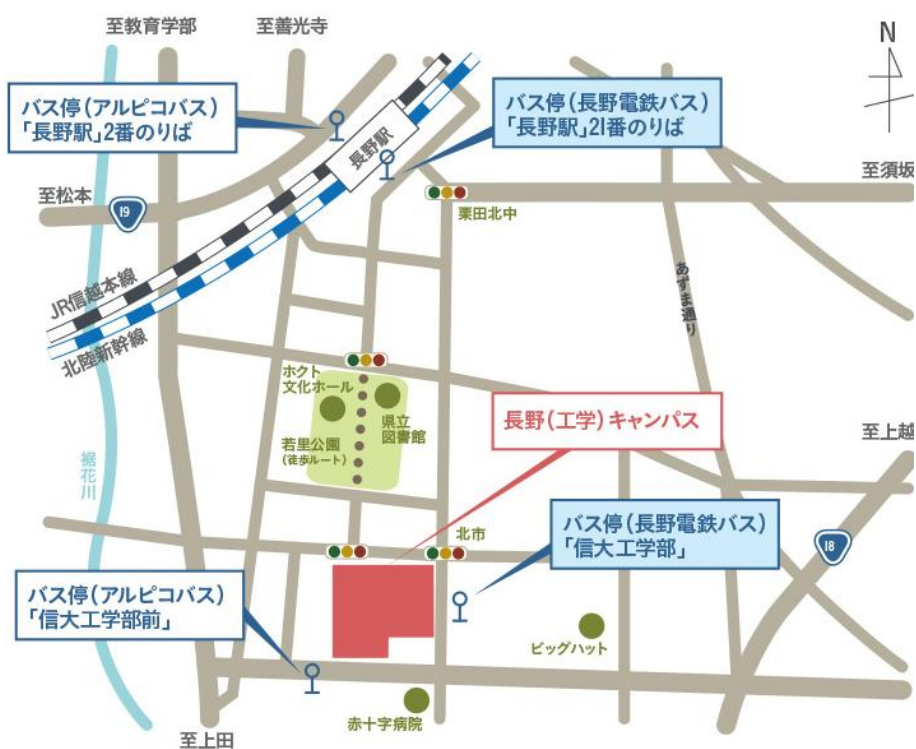 至教育学部
至善光寺
N
バス停(アルピコバス)
「長野駅」2番のりば
バス停(長野電鉄バス)
「長野駅」21番のりば
長野駅
至松本
19
至須坂
栗田北中
JR信越本線
北陸新幹線
あずま通り
ホクト
文化ホール
県立
図書館
若里公園
(徒歩ルート)
長野(工学)キャンパス
至上越
裾花川
バス停(長野電鉄バス)
「信大工学部」
北市
18
バス停(アルピコバス)
「信大工学部前」
ビッグハット
赤十字病院
至上田